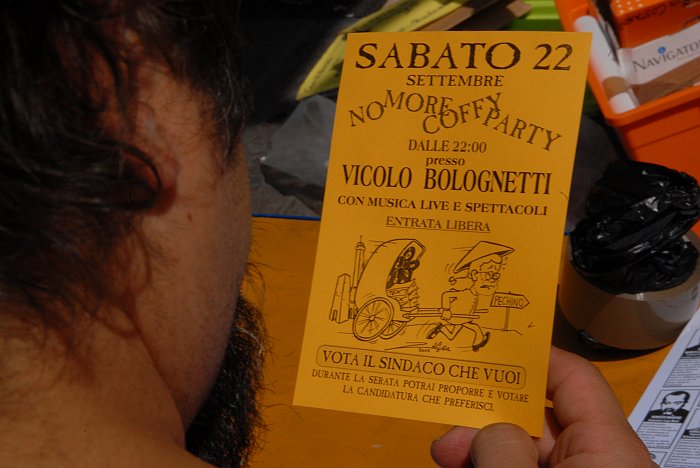 SABATO 22
SETTEMBRE
NO MORE COFFY PARTY
DALLE 22:00
presso
VICOLO BOLOGNETTI
CON MUSICA LIVE E SPETTACOLI
ENTRATA LIBERA
PECHINO
VOTA IL SINDACO CHE VUOI
DURANTE LA SERATA POTRAI PROPORRE E VOTARE
LA CANDIDATURA CHE PREFERISCI.
NAVIGATO